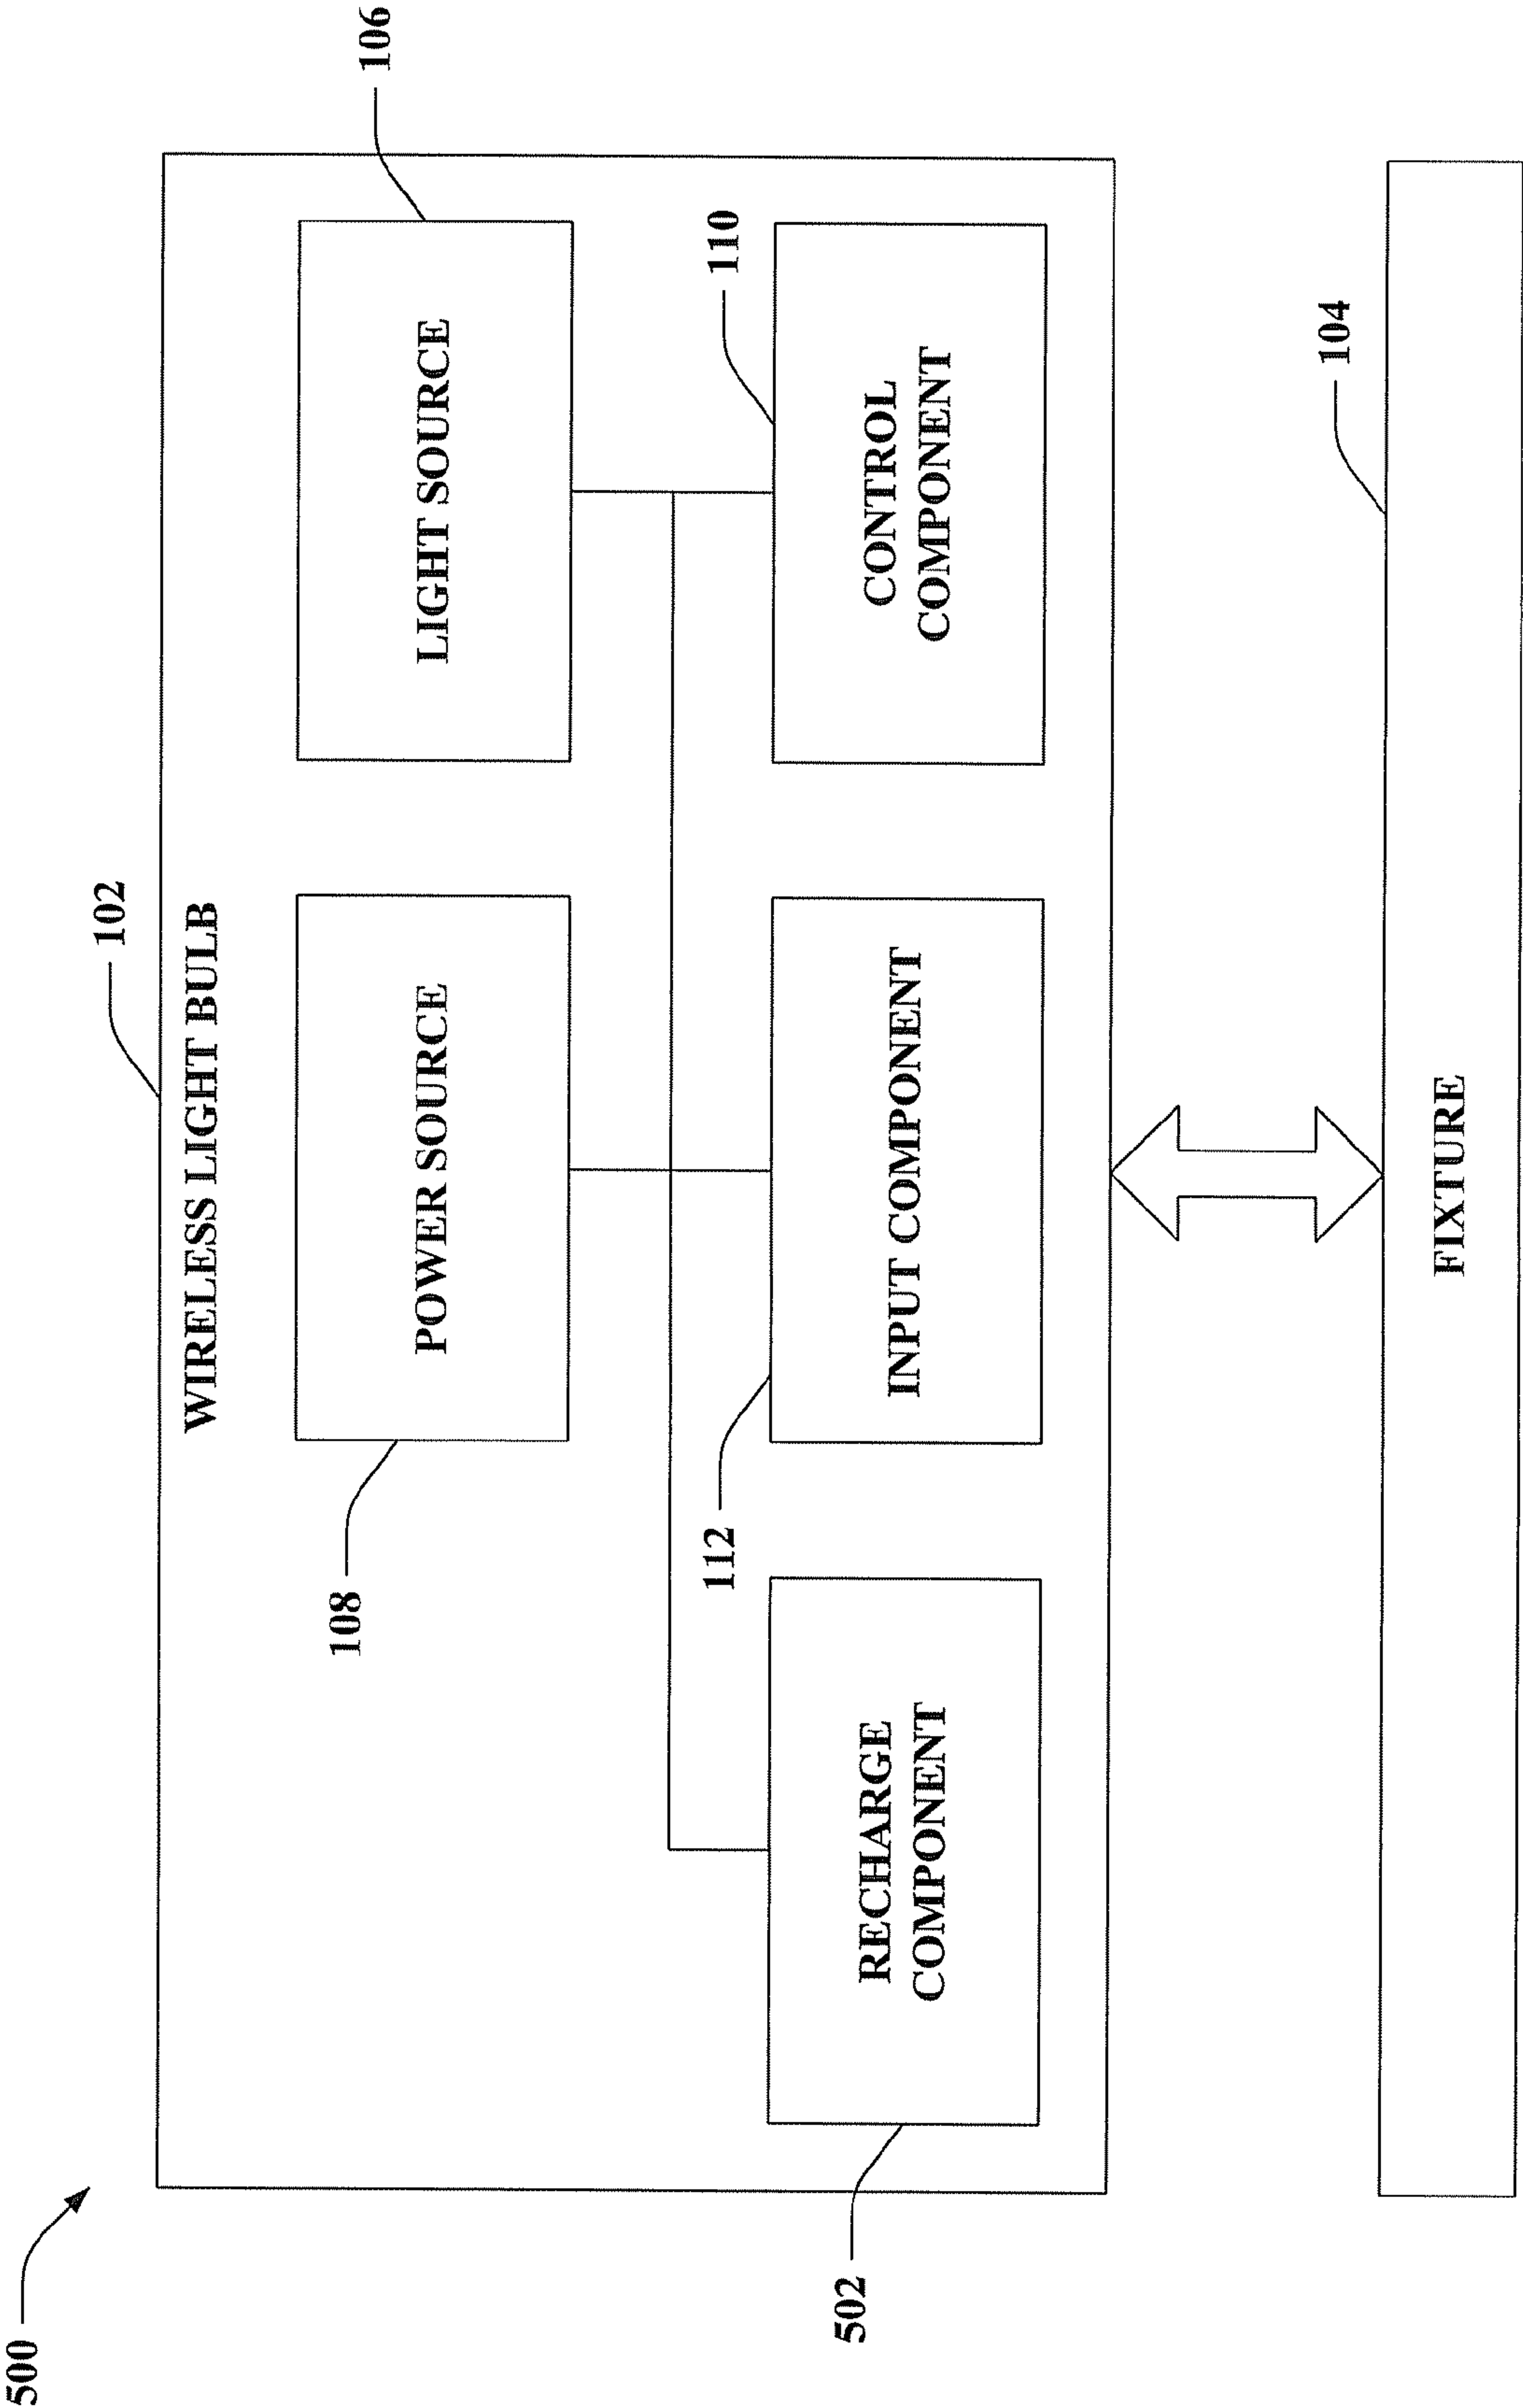 500
102
WIRELESS LIGHT BULB
108
POWER SOURCE
LIGHT SOURCE
106
502
RECHARGE
COMPONENT
112
INPUT COMPONENT
110
CONTROL
COMPONENT
104
FIXTURE